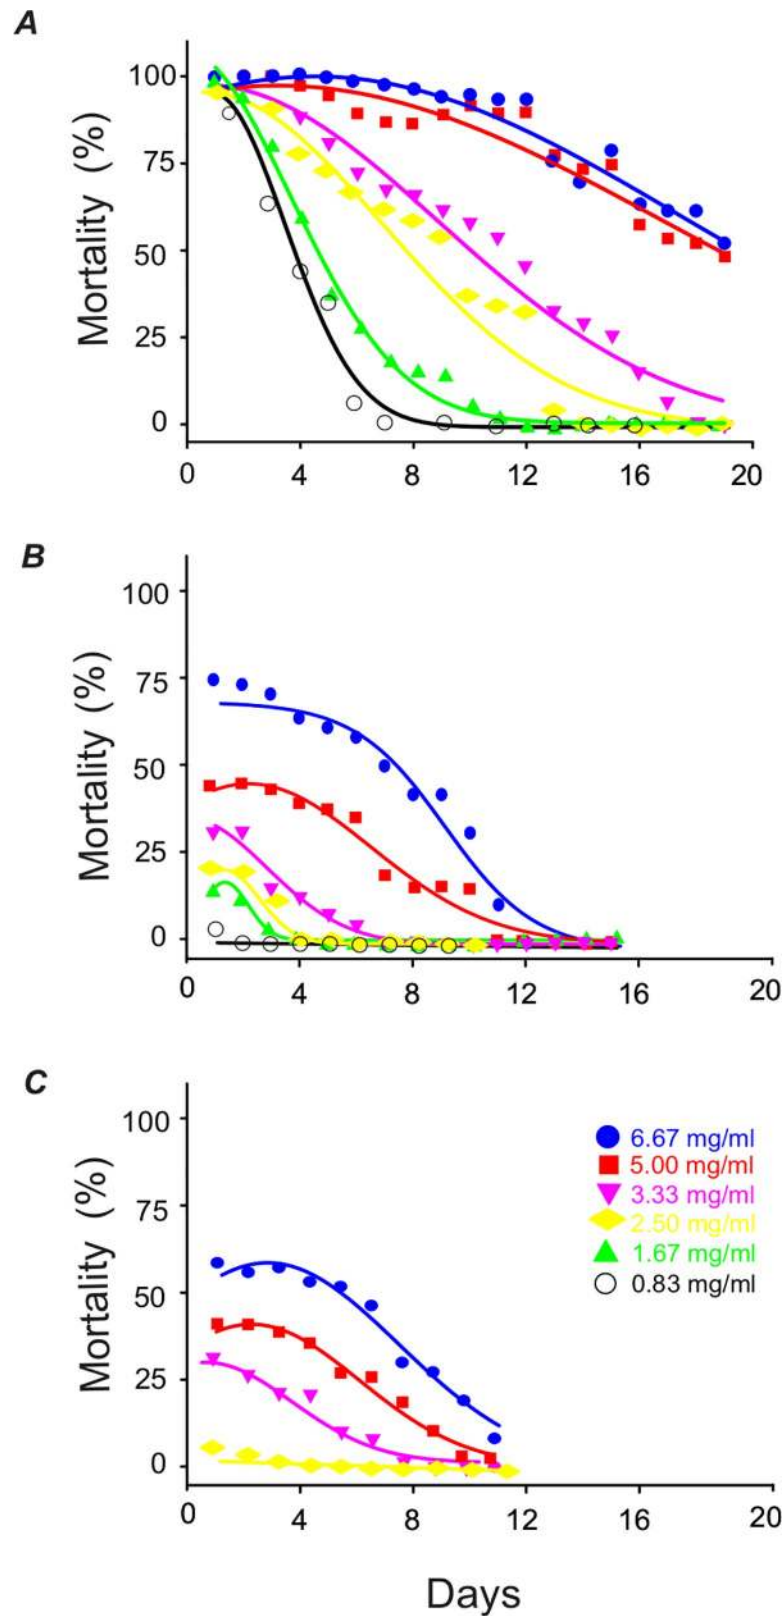 A
Mortality (%)
100
75
50
25
0
0 4 8 12 16 20
B
Mortality (%)
100
75
50
25
0
0 4 8 12 16 20
C
Mortality (%)
100
75
50
25
0
6.67 mg/ml
5.00 mg/ml
3.33 mg/ml
2.50 mg/ml
1.67 mg/ml
0.83 mg/ml
0 4 8 12 16 20
Days